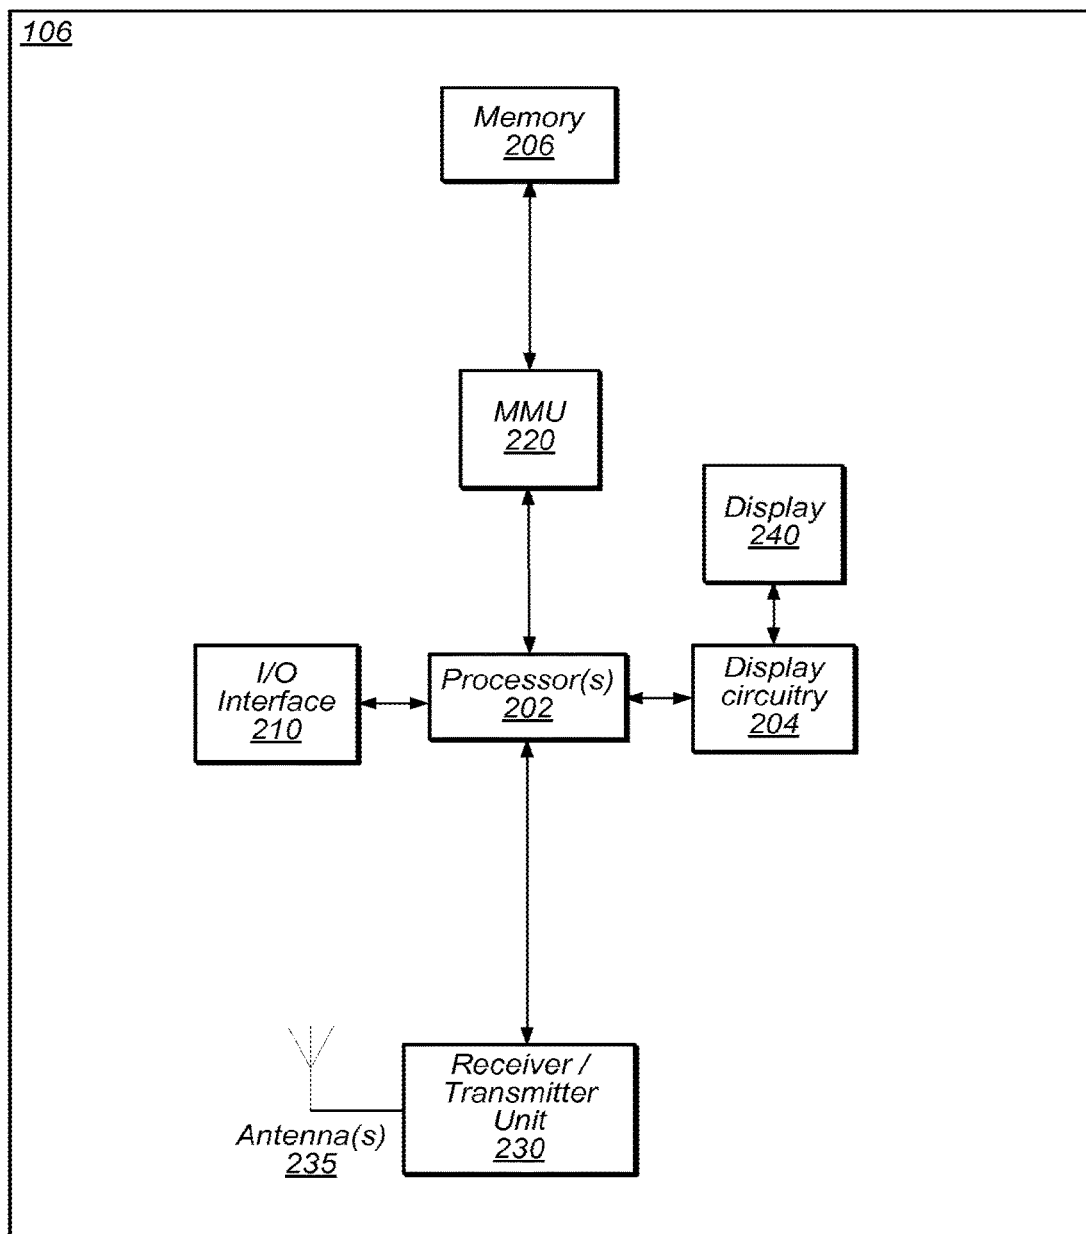 106
Memory
206
MMU
220
Display
240
I/O
Interface
210
Processor(s)
202
Display
circuitry
204
Receiver /
Transmitter
Unit
230
Antenna(s)
235